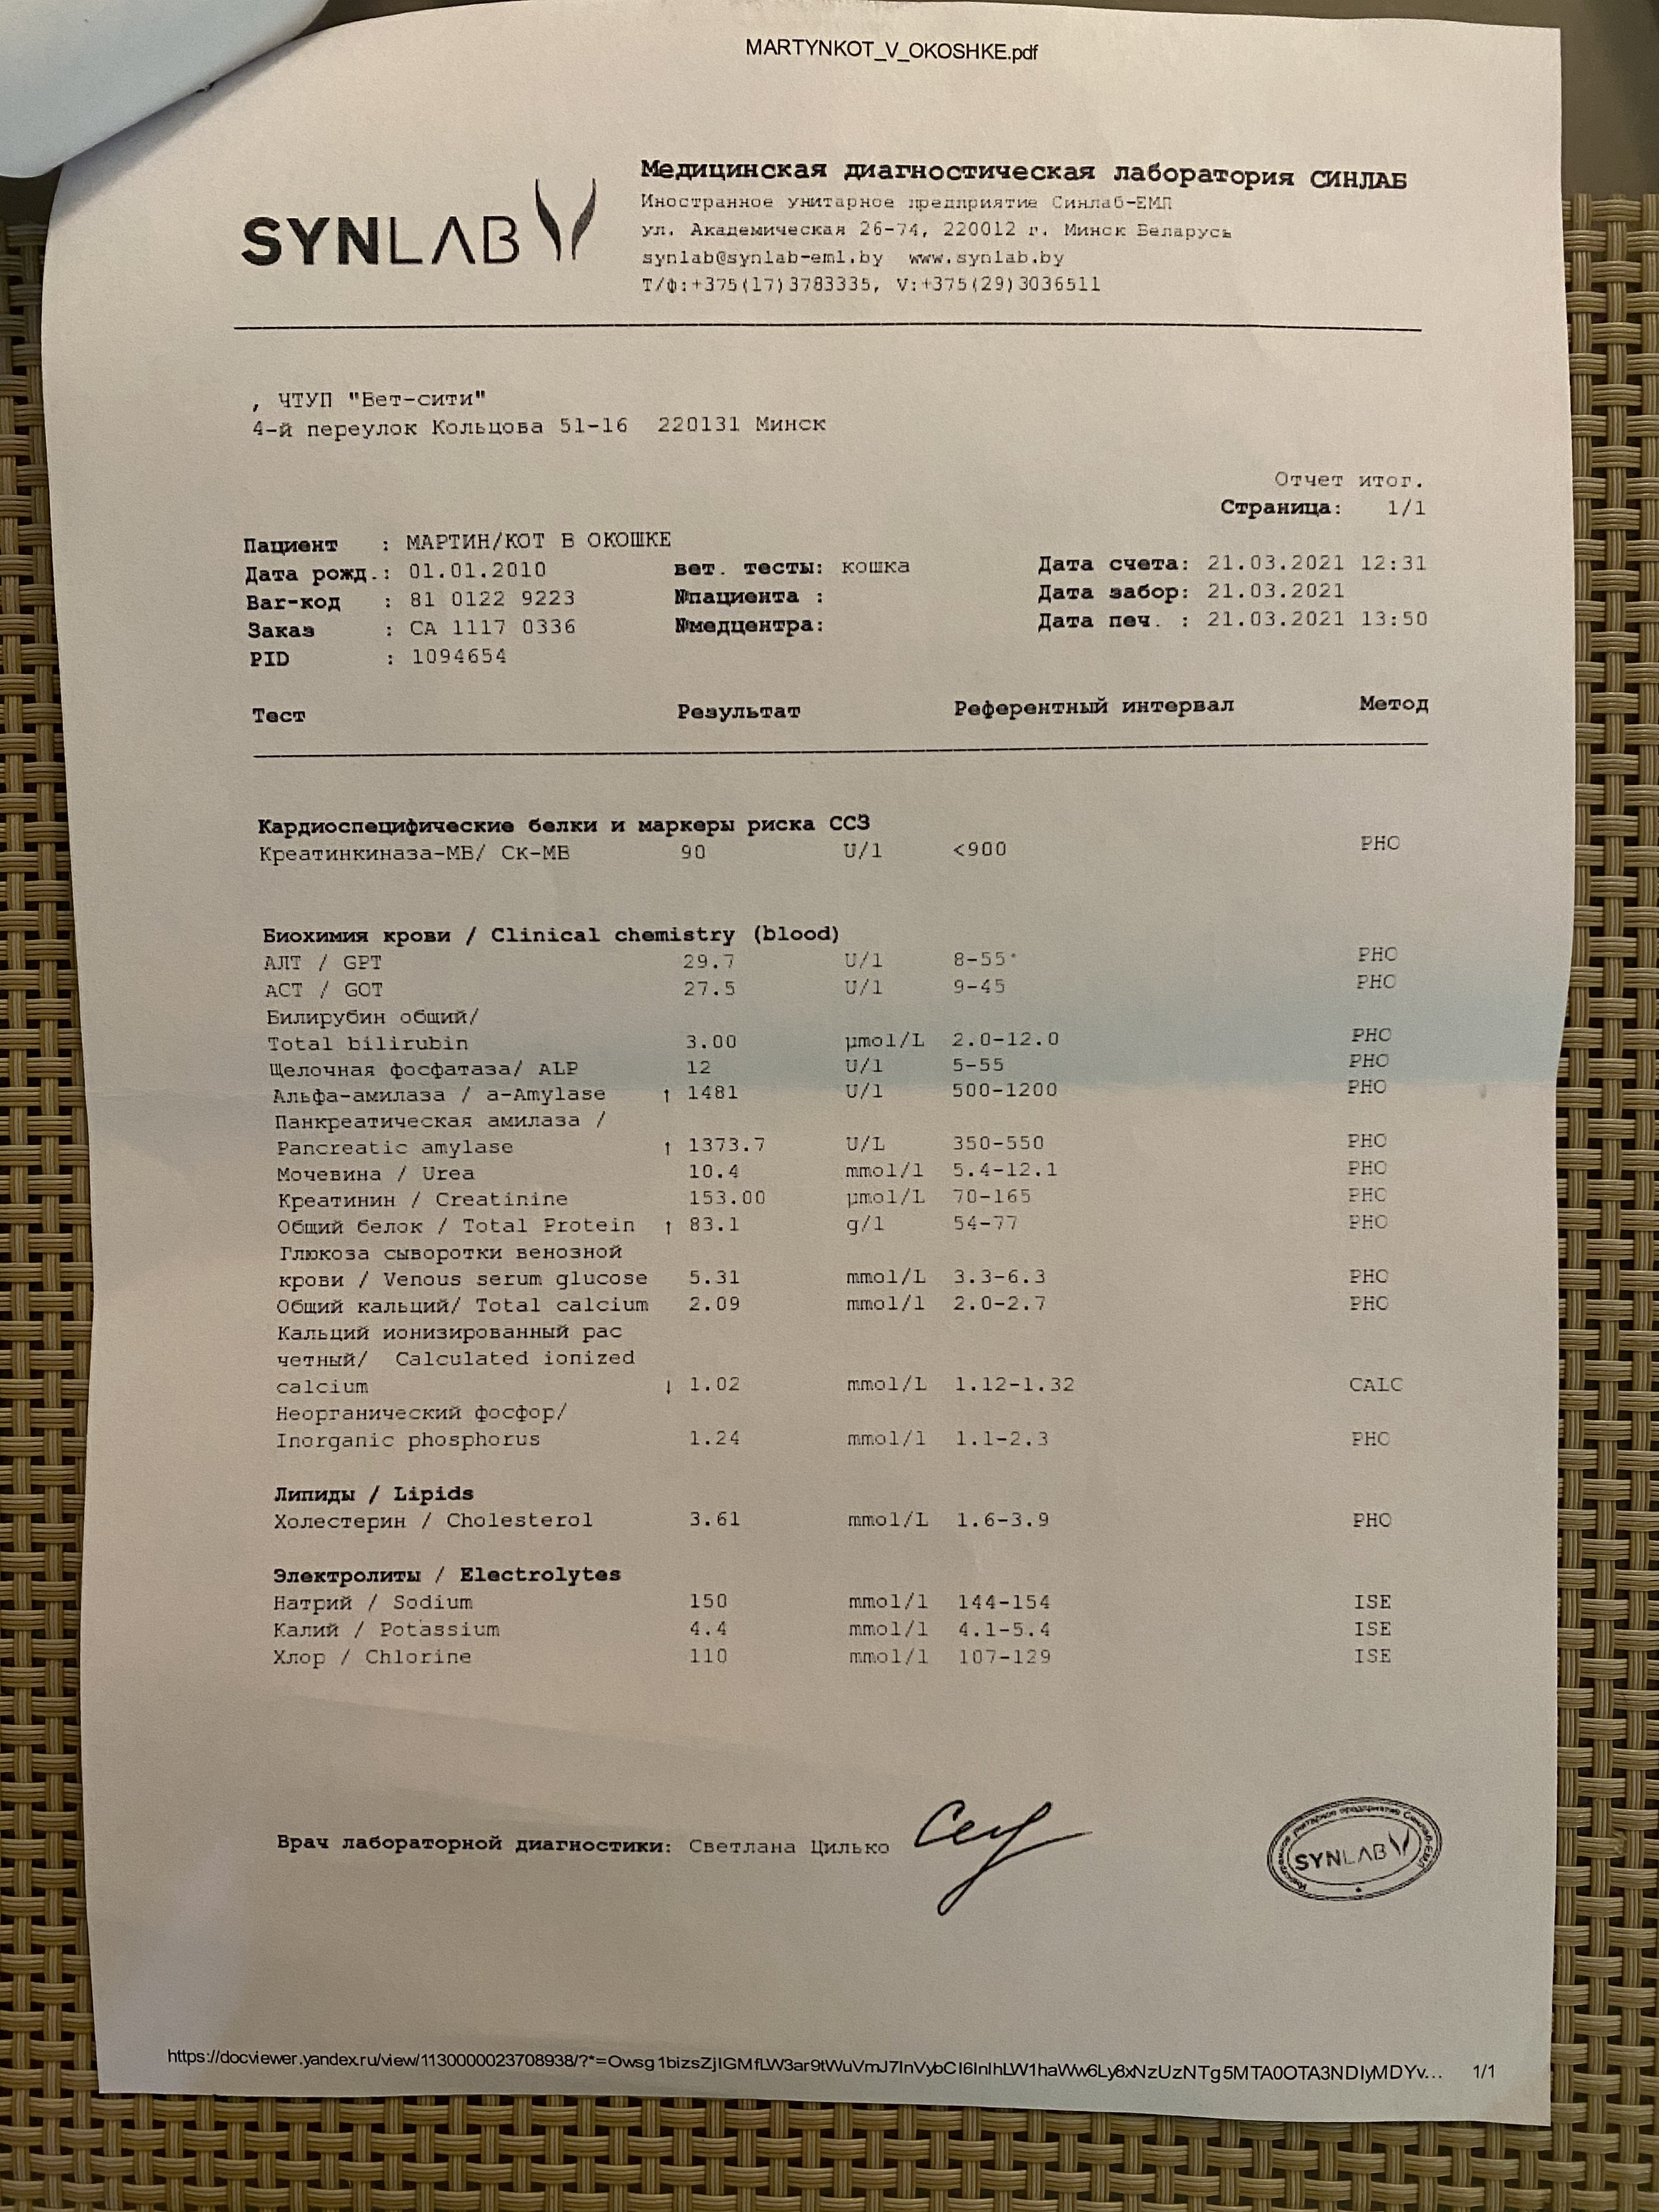 MARTYNKOT_V_OKOSHKE.pdf
SYNLAB
Медицинская диагностическая лаборатория СИНЛАБ
Иностранное унитарное предприятие Синлаб-ЕМЛ
ул. Академическая 26-74, 220012 г. Минск Беларусь
synlab@synlab-eml.by www.synlab.by
Т/ф:+375(17)3783335, V:+375(29)3036511
, ЧТУП "Вет-сити"
4-й переулок Кольцова 51-16 220131 Минск
Отчет итог.
Страница: 1/1
Пациент : МАРТИН/КОТ В ОКОШКЕ
Дата рожд.: 01.01.2010 вет. тесты: кошка Дата счета: 21.03.2021 12:31
Bar-код : 81 0122 9223 №пациента : Дата забор: 21.03.2021
Заказ : CA 1117 0336 №медцентра: Дата печ. : 21.03.2021 13:50
PID : 1094654
Тест Результат Референтный интервал Метод
Кардиоспецифические белки и маркеры риска ССЗ
Креатинкиназа-МВ/ СК-МВ 90 U/l <900 PHO
Биохимия крови / Clinical chemistry (blood)
АЛТ / GPT 29.7 U/l 8-55 PHO
АСТ / GOT 27.5 U/l 9-45 PHO
Билирубин общий/
Total bilirubin 3.00 µmol/L 2.0-12.0 PHO
Щелочная фосфатаза/ ALP 12 U/l 5-55 PHO
Альфа-амилаза / a-Amylase ↑ 1481 U/l 500-1200 PHO
Панкреатическая амилаза /
Pancreatic amylase ↑ 1373.7 U/L 350-550 PHO
Мочевина / Urea 10.4 mmol/l 5.4-12.1 PHO
Креатинин / Creatinine 153.00 µmol/L 70-165 PHO
Общий белок / Total Protein ↑ 83.1 g/l 54-77 PHO
Глюкоза сыворотки венозной
крови / Venous serum glucose 5.31 mmol/L 3.3-6.3 PHO
Общий кальций/ Total calcium 2.09 mmol/l 2.0-2.7 PHO
Кальций ионизированный рас
четный/ Calculated ionized
calcium ↓ 1.02 mmol/L 1.12-1.32 CALC
Неорганический фосфор/
Inorganic phosphorus 1.24 mmol/l 1.1-2.3 PHO
Липиды / Lipids
Холестерин / Cholesterol 3.61 mmol/L 1.6-3.9 PHO
Электролиты / Electrolytes
Натрий / Sodium 150 mmol/l 144-154 ISE
Калий / Potassium 4.4 mmol/l 4.1-5.4 ISE
Хлор / Chlorine 110 mmol/l 107-129 ISE
Врач лабораторной диагностики: Светлана Цилько
Иностранное унитарное предприятие Синлаб-ЕМЛ
SYNLAB
1/1